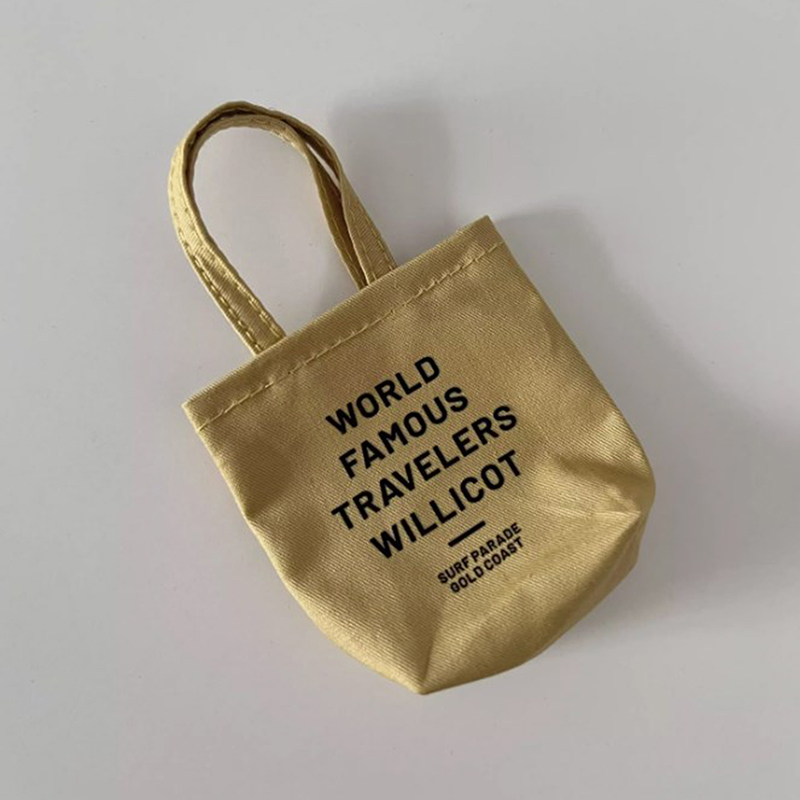 WORLD
FAMOUS
TRAVELERS
WILLICOT
SURF PARADE
GOLD COAST